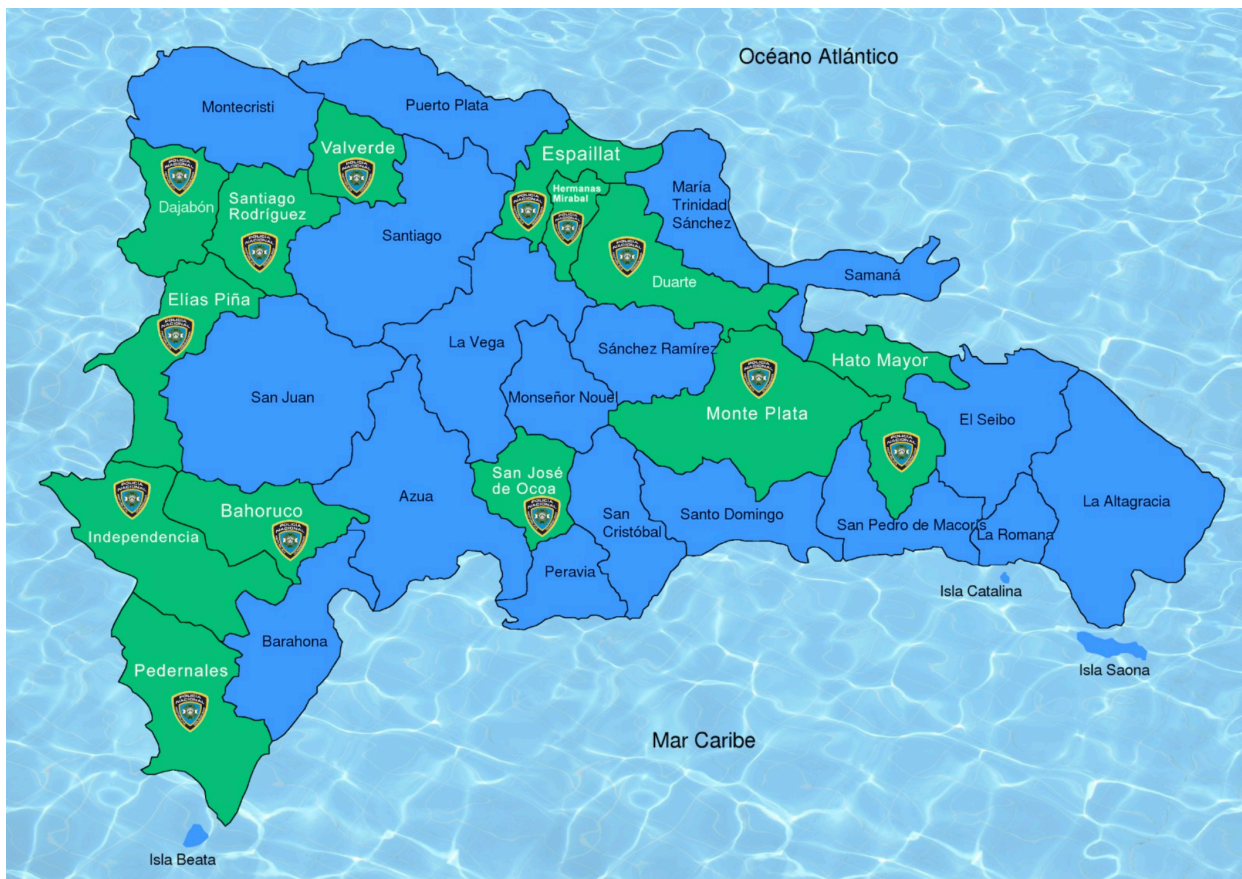 Océano Atlántico
Montecristi
Puerto Plata
Valverde
Espaillat
Hermanas
Mirabal
María
Trinidad
Sánchez
POLICIA
NACIONAL
Dajabón
Santiago
Rodríguez
Santiago
Samaná
Duarte
Elías Piña
La Vega
Sánchez Ramírez
Hato Mayor
San Juan
Monseñor Nouel
Monte Plata
El Seibo
San José
de Ocoa
Azua
La Altagracia
Bahoruco
San
Cristóbal
Santo Domingo
San Pedro de Macorís
La Romana
Independencia
Peravia
Isla Catalina
Barahona
Pedernales
Isla Saona
Mar Caribe
Isla Beata